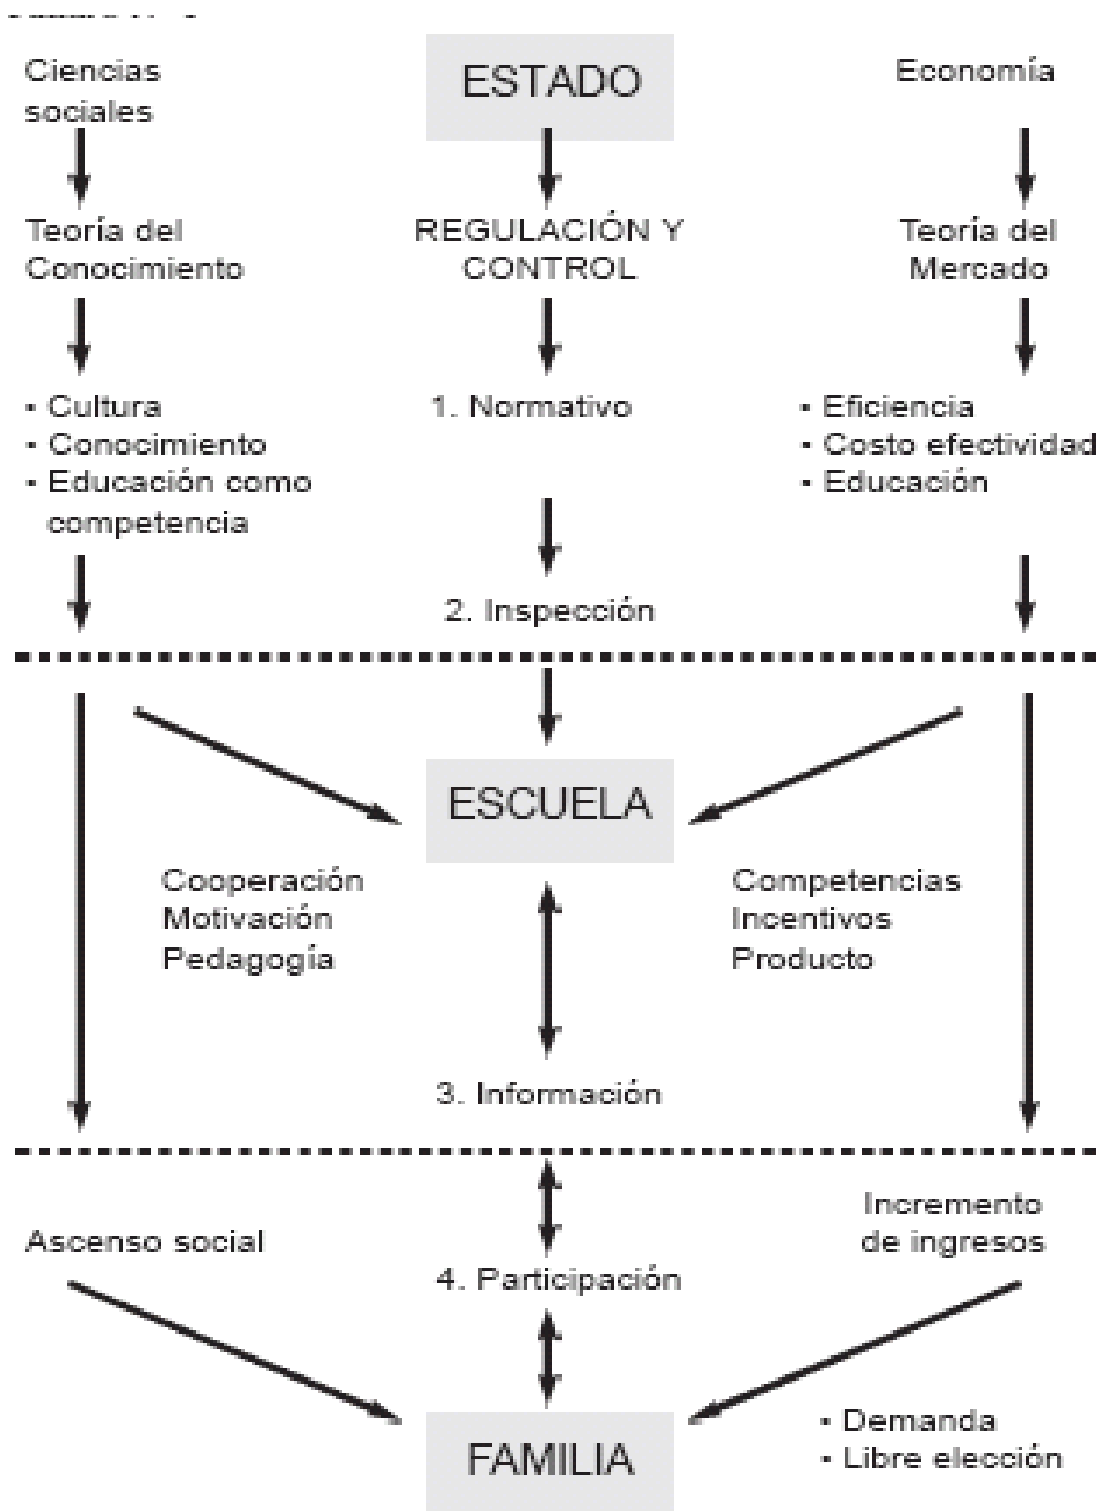 Ciencias
sociales
ESTADO
Economía
Teoría del
Conocimiento
REGULACIÓN Y
CONTROL
Teoría del
Mercado
▪ Cultura
▪ Conocimiento
▪ Educación como
competencia
1. Normativo
▪ Eficiencia
▪ Costo efectividad
▪ Educación
2. Inspección
ESCUELA
Cooperación
Motivación
Pedagogía
Competencias
Incentivos
Producto
3. Información
Ascenso social
Incremento
de ingresos
4. Participación
FAMILIA
▪ Demanda
▪ Libre elección